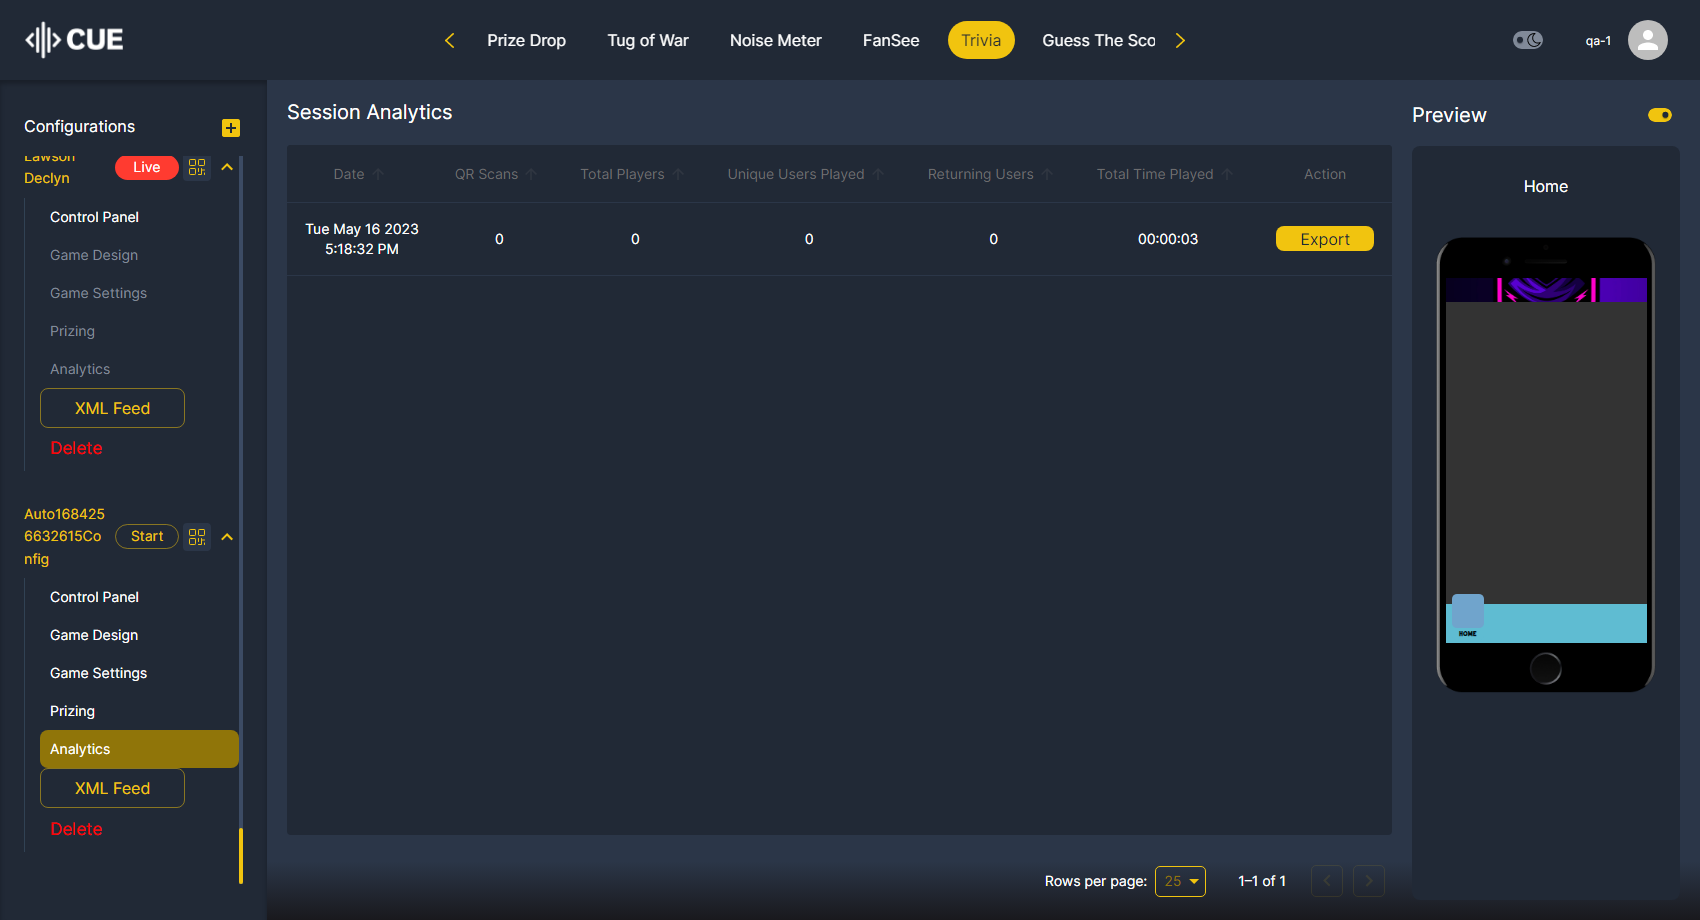 CUE
Prize Drop
Tug of War
Noise Meter
FanSee
Trivia
Guess The Sco
qa-1
Configurations
Lawson
Declyn
Live
Control Panel
Game Design
Game Settings
Prizing
Analytics
XML Feed
Delete
Auto168425
6632615Co
nfig
Start
Control Panel
Game Design
Game Settings
Prizing
Analytics
XML Feed
Delete
Session Analytics
Date
QR Scans
Total Players
Unique Users Played
Returning Users
Total Time Played
Action
Tue May 16 2023
5:18:32 PM
0
0
0
0
00:00:03
Export
Rows per page:
25
1–1 of 1
Preview
Home
HOME